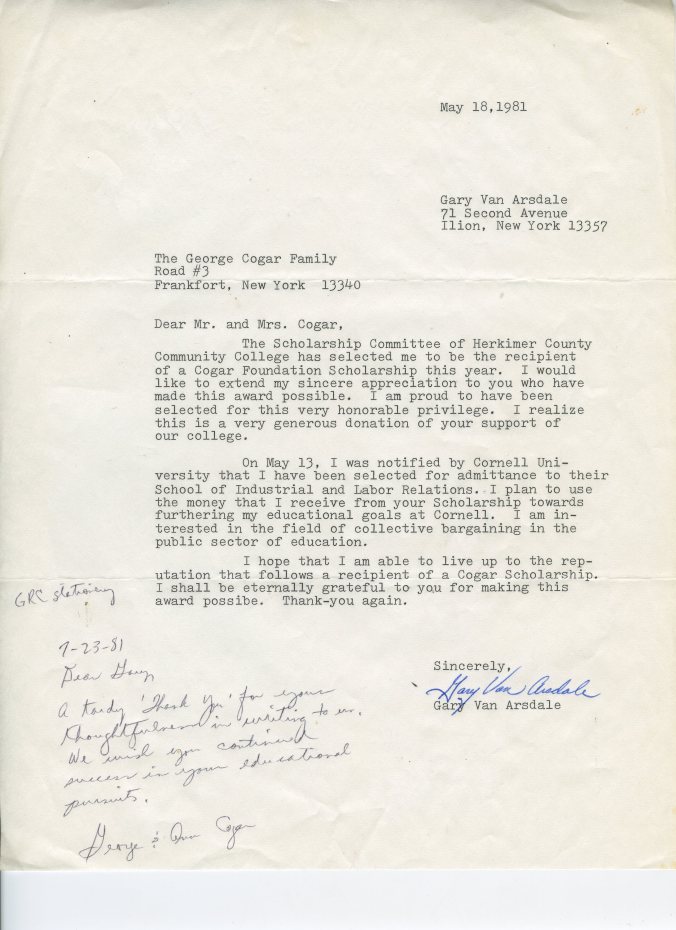 May 18,1981
Gary Van Arsdale
71 Second Avenue
Ilion, New York 13357
The George Cogar Family
Road #3
Frankfort, New York 13340
Dear Mr. and Mrs. Cogar,
The Scholarship Committee of Herkimer County
Community College has selected me to be the recipient
of a Cogar Foundation Scholarship this year. I would
like to extend my sincere appreciation to you who have
made this award possible. I am proud to have been
selected for this very honorable privilege. I realize
this is a very generous donation of your support of
our college.
On May 13, I was notified by Cornell Uni-
versity that I have been selected for admittance to their
School of Industrial and Labor Relations. I plan to use
the money that I receive from your Scholarship towards
furthering my educational goals at Cornell. I am in-
terested in the field of collective bargaining in the
public sector of education.
I hope that I am able to live up to the rep-
utation that follows a recipient of a Cogar Scholarship.
I shall be eternally grateful to you for making this
award possibe. Thank-you again.
Sincerely,
Gary Van Arsdale
Gary Van Arsdale
GRC stationery
7-23-81
Dear Gary,
A tardy 'Thank You' for your
thoughtfulness in writing to us.
We wish you continued
success in your educational
pursuits.
George & Ann Cogar